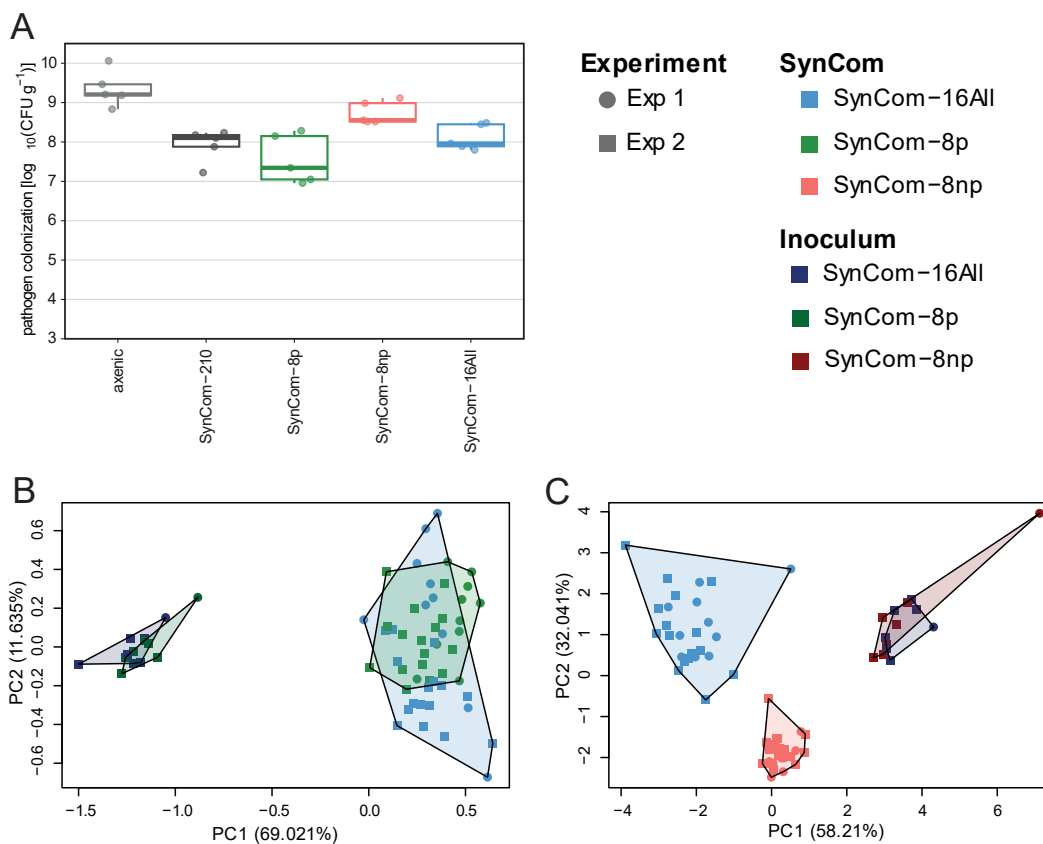 A
pathogen colonization [log 10(CFU g−1)]
10
9
8
7
6
5
4
3
axenic
SynCom−210
SynCom−8p
SynCom−8np
SynCom−16All
Experiment
Exp 1
Exp 2
SynCom
SynCom−16All
SynCom−8p
SynCom−8np
Inoculum
SynCom−16All
SynCom−8p
SynCom−8np
B
PC2 (11.635%)
0.6
0.4
0.2
0.0
−0.2
−0.4
−0.6
−1.5
−1.0
−0.5
0.0
0.5
PC1 (69.021%)
C
PC2 (32.041%)
4
3
2
1
0
−1
−2
−4
−2
0
2
4
6
PC1 (58.21%)